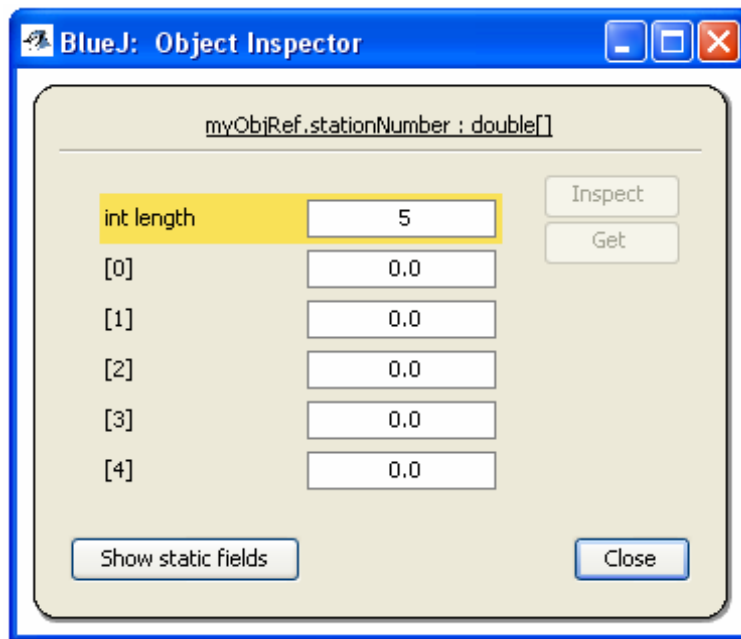 BlueJ: Object Inspector
myObjRef.stationNumber : double[]
Inspect
int length 5
Get
[0] 0.0
[1] 0.0
[2] 0.0
[3] 0.0
[4] 0.0
Show static fields Close